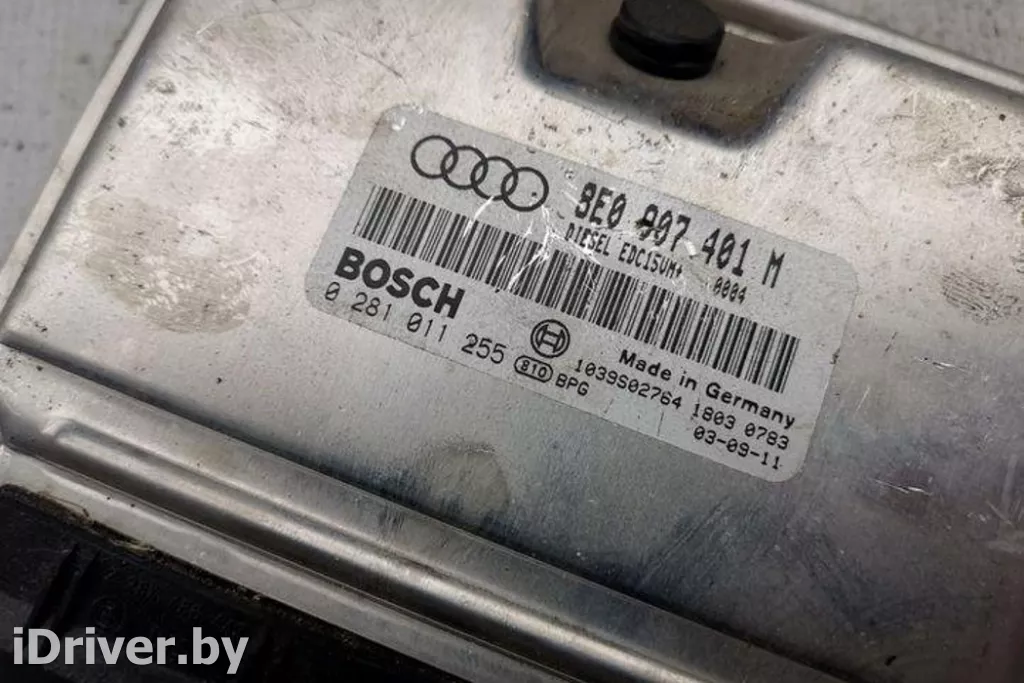 8E0 907 401 M
DIESEL EDC15VM+ 0004
BOSCH
0 281 011 255
810
BPG
Made in Germany
1039S02764 1803 0783
03-09-11
iDriver.by